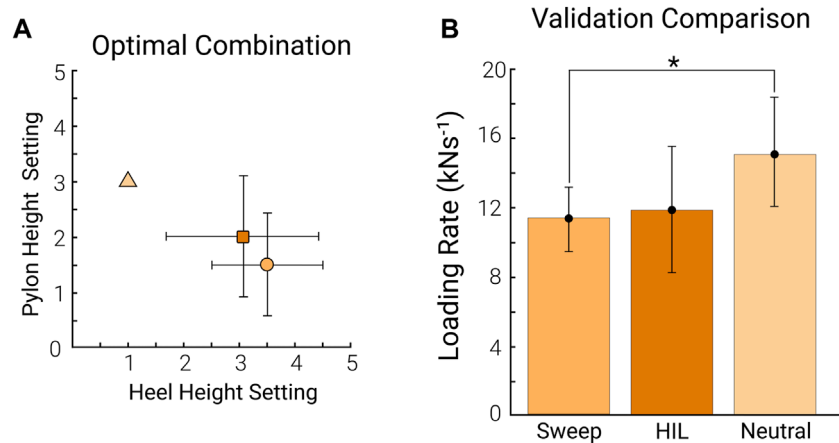 A
Optimal Combination
Pylon Height Setting
5
4
3
2
1
0
1 2 3 4 5
Heel Height Setting
B
Validation Comparison
*
Loading Rate (kNs⁻¹)
20
16
12
8
4
0
Sweep HIL Neutral